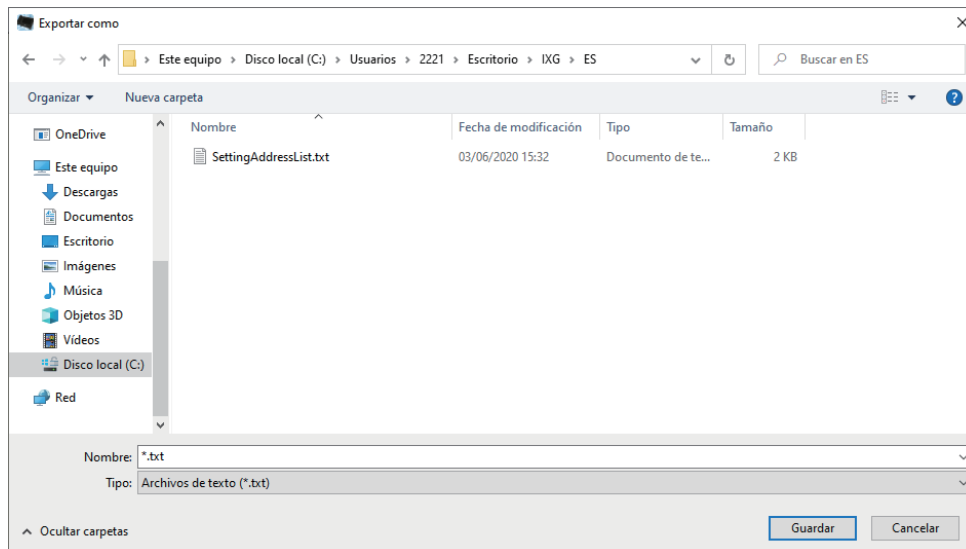 Exportar como
Este equipo > Disco local (C:) > Usuarios > 2221 > Escritorio > IXG > ES
Buscar en ES
Organizar Nueva carpeta
Nombre Fecha de modificación Tipo Tamaño
SettingAddressList.txt 03/06/2020 15:32 Documento de te... 2 KB
OneDrive
Este equipo
Descargas
Documentos
Escritorio
Imágenes
Música
Objetos 3D
Vídeos
Disco local (C:)
Red
Nombre: *.txt
Tipo: Archivos de texto (*.txt)
Ocultar carpetas Guardar Cancelar